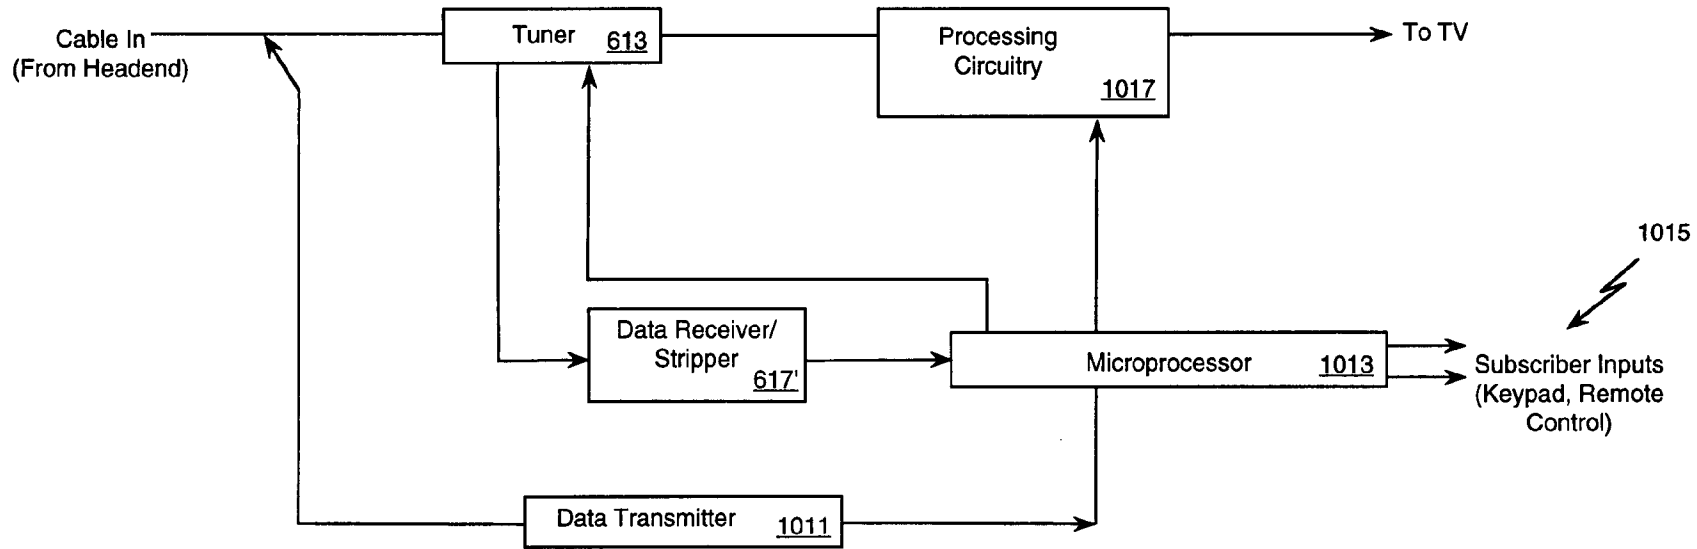 Cable In
(From Headend)
Tuner
613
Processing
Circuitry
1017
To TV
1015
Data Receiver/
Stripper
617'
Microprocessor
1013
Subscriber Inputs
(Keypad, Remote
Control)
Data Transmitter
1011